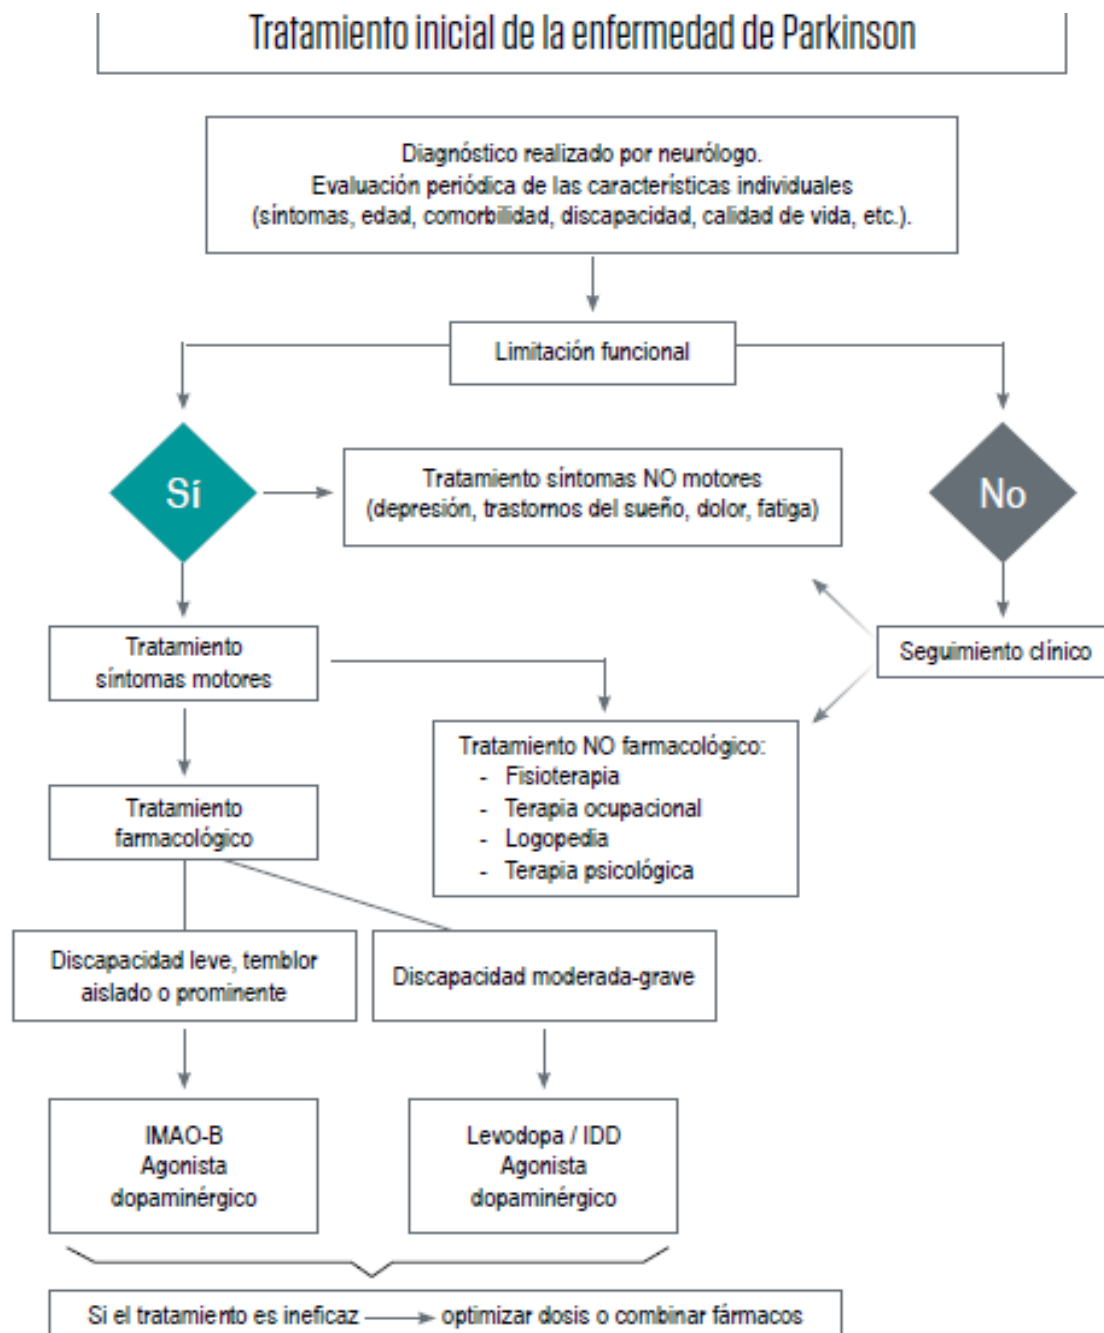 Tratamiento inicial de la enfermedad de Parkinson
Diagnóstico realizado por neurólogo.
Evaluación periódica de las características individuales
(síntomas, edad, comorbilidad, discapacidad, calidad de vida, etc.).
Limitación funcional
Sí
Tratamiento síntomas NO motores
(depresión, trastornos del sueño, dolor, fatiga)
No
Tratamiento
síntomas motores
Seguimiento clínico
Tratamiento NO farmacológico:
- Fisioterapia
- Terapia ocupacional
- Logopedia
- Terapia psicológica
Tratamiento
farmacológico
Discapacidad leve, temblor
aislado o prominente
Discapacidad moderada-grave
IMAO-B
Agonista
dopaminérgico
Levodopa / IDD
Agonista
dopaminérgico
Si el tratamiento es ineficaz → optimizar dosis o combinar fármacos